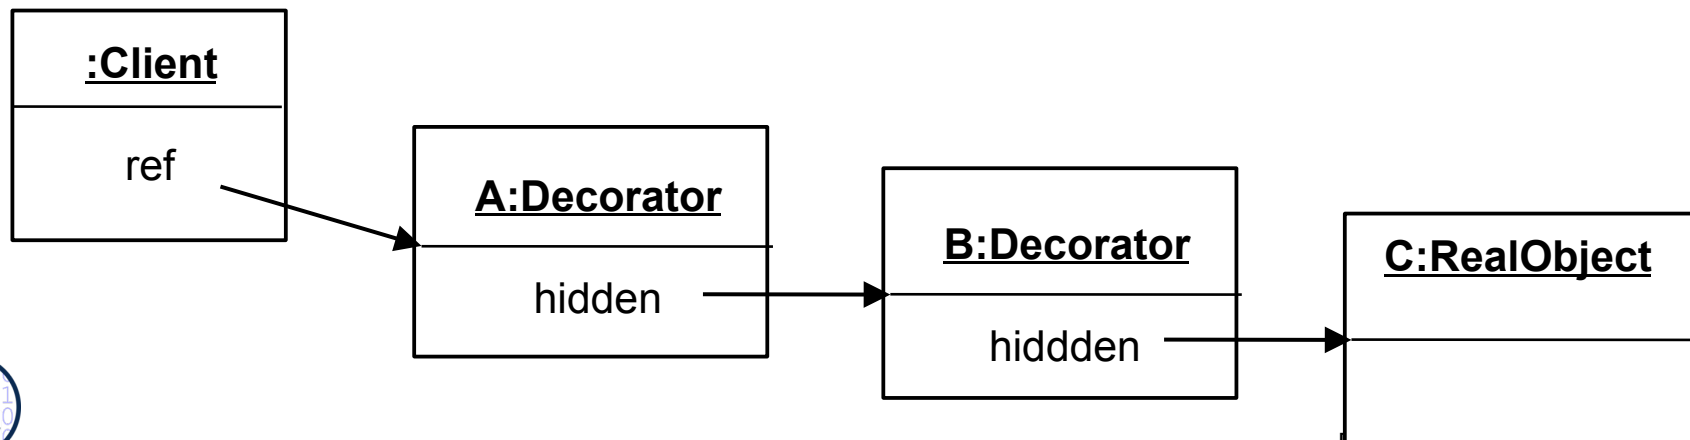 :Client
ref
A:Decorator
hidden
B:Decorator
hiddden
C:RealObject